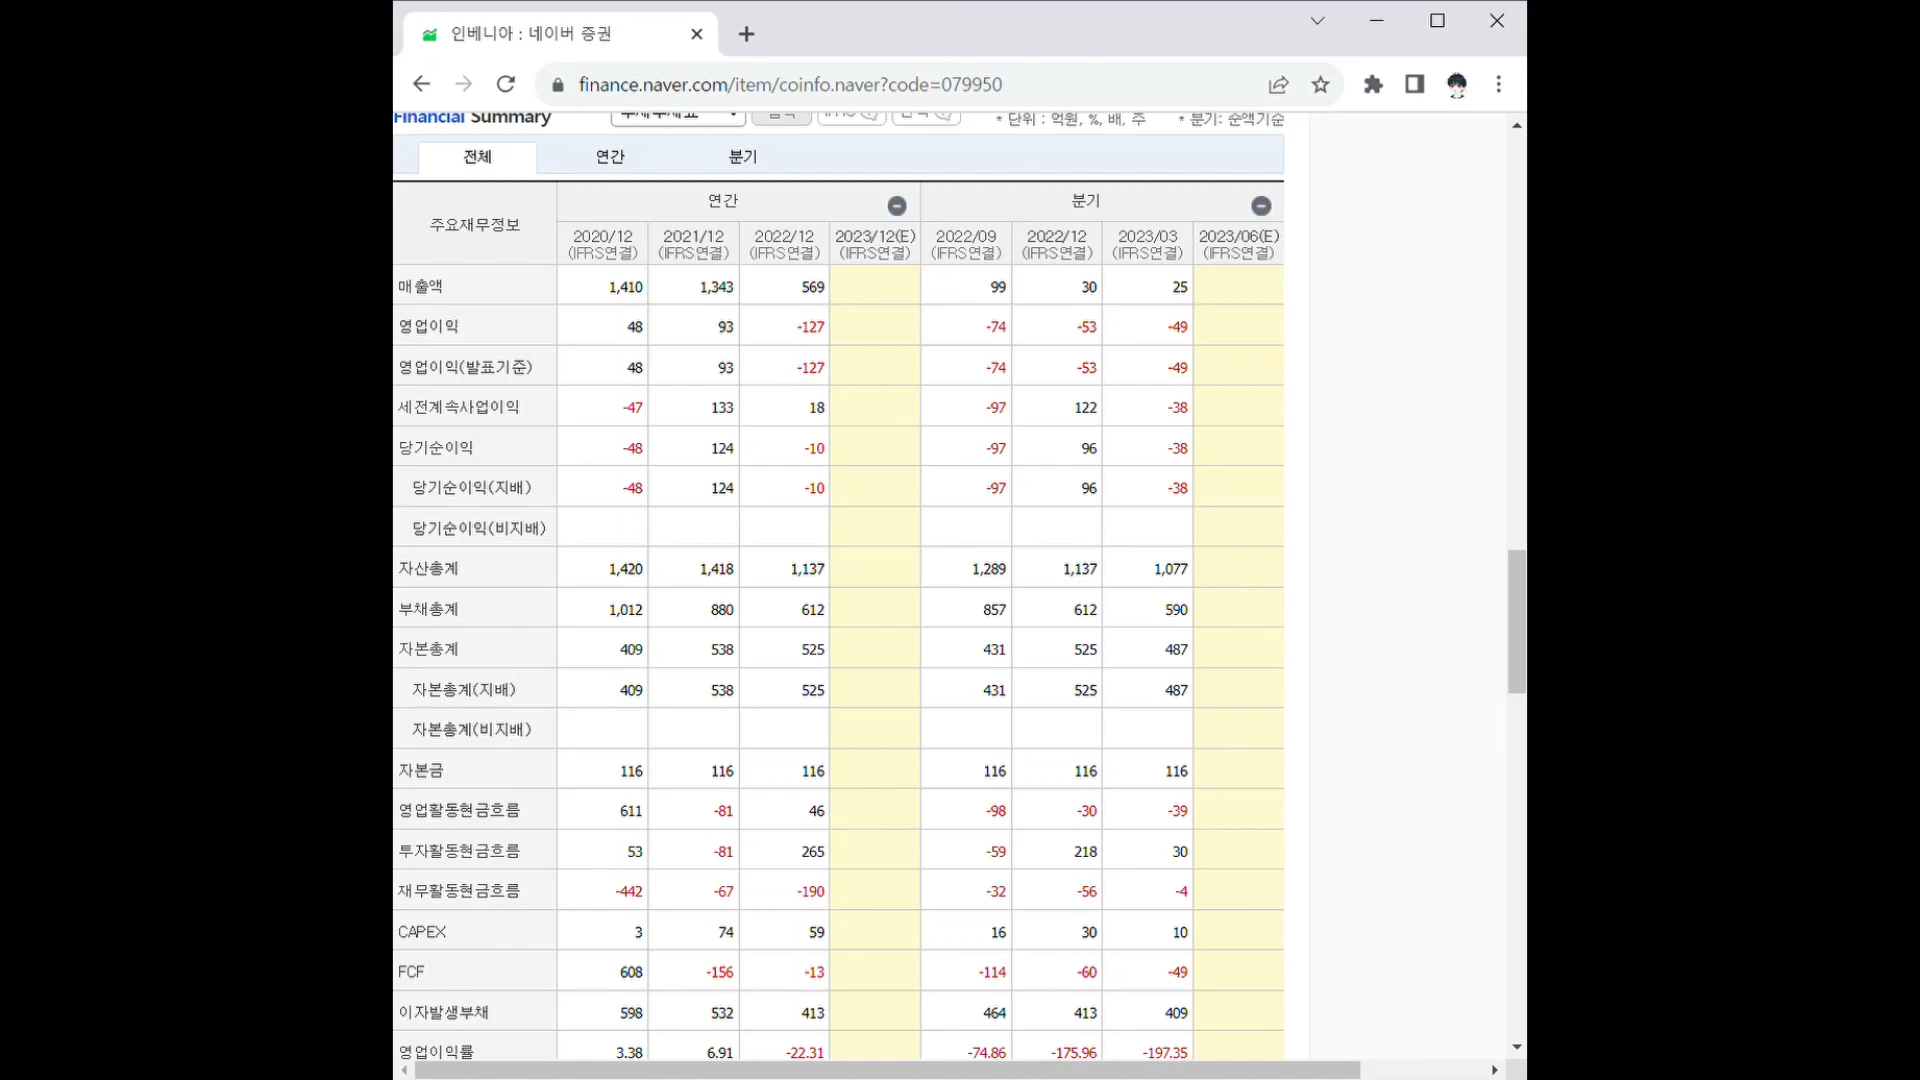 인베니아 : 네이버 증권
finance.naver.com/item/coinfo.naver?code=079950
Financial Summary * 단위 : 억원, %, 배, 주 * 분기: 순액기준
전체 연간 분기
주요재무정보 연간 분기
2020/12 2021/12 2022/12 2023/12(E) 2022/09 2022/12 2023/03 2023/06(E)
(IFRS연결) (IFRS연결) (IFRS연결) (IFRS연결) (IFRS연결) (IFRS연결) (IFRS연결) (IFRS연결)
매출액 1,410 1,343 569 99 30 25
영업이익 48 93 -127 -74 -53 -49
영업이익(발표기준) 48 93 -127 -74 -53 -49
세전계속사업이익 -47 133 18 -97 122 -38
당기순이익 -48 124 -10 -97 96 -38
당기순이익(지배) -48 124 -10 -97 96 -38
당기순이익(비지배)
자산총계 1,420 1,418 1,137 1,289 1,137 1,077
부채총계 1,012 880 612 857 612 590
자본총계 409 538 525 431 525 487
자본총계(지배) 409 538 525 431 525 487
자본총계(비지배)
자본금 116 116 116 116 116 116
영업활동현금흐름 611 -81 46 -98 -30 -39
투자활동현금흐름 53 -81 265 -59 218 30
재무활동현금흐름 -442 -67 -190 -32 -56 -4
CAPEX 3 74 59 16 30 10
FCF 608 -156 -13 -114 -60 -49
이자발생부채 598 532 413 464 413 409
영업이익률 3.38 6.91 -22.31 -74.86 -175.96 -197.35